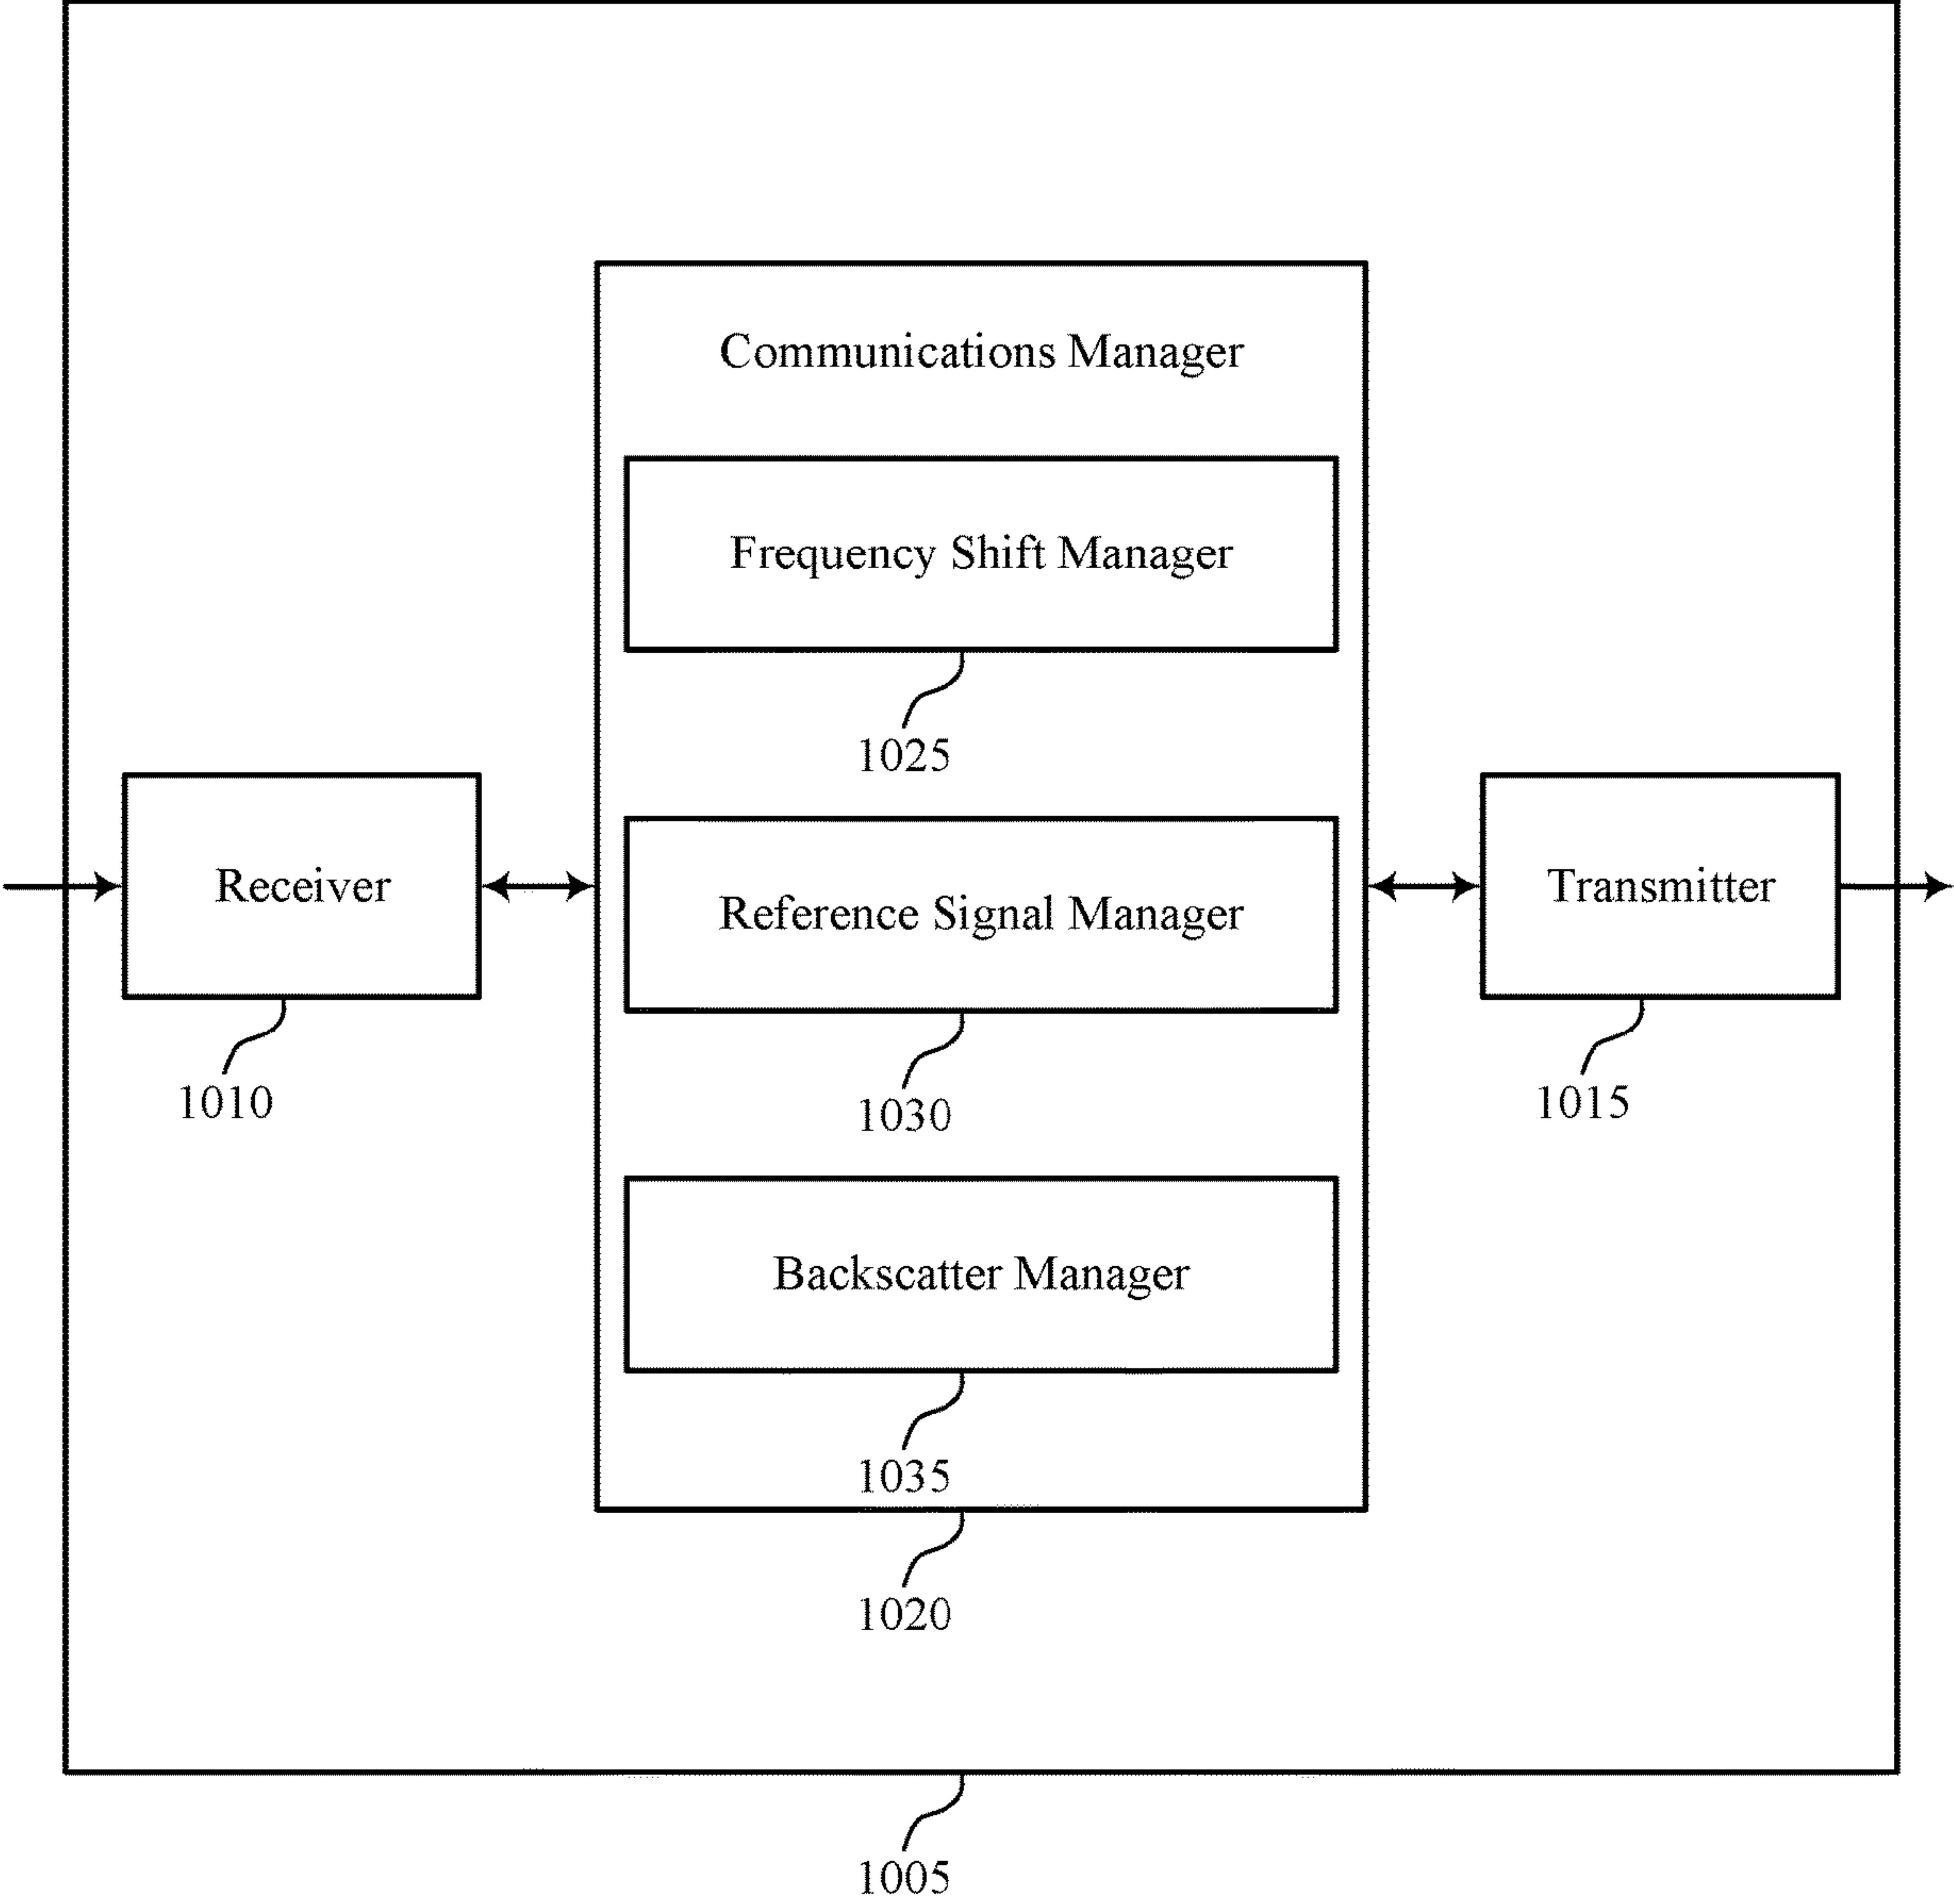 Communications Manager
Frequency Shift Manager
1025
Receiver
1010
Reference Signal Manager
1030
Transmitter
1015
Backscatter Manager
1035
1020
1005